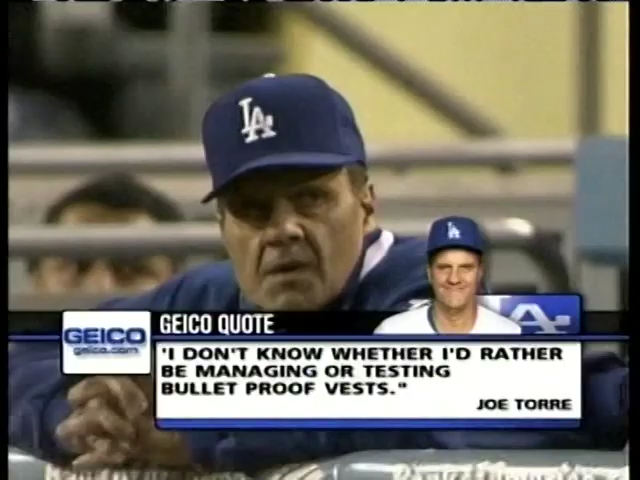 LA
LA
GEICO QUOTE
GEICO
geico.com
LA
"I DON'T KNOW WHETHER I'D RATHER
BE MANAGING OR TESTING
BULLET PROOF VESTS."
JOE TORRE